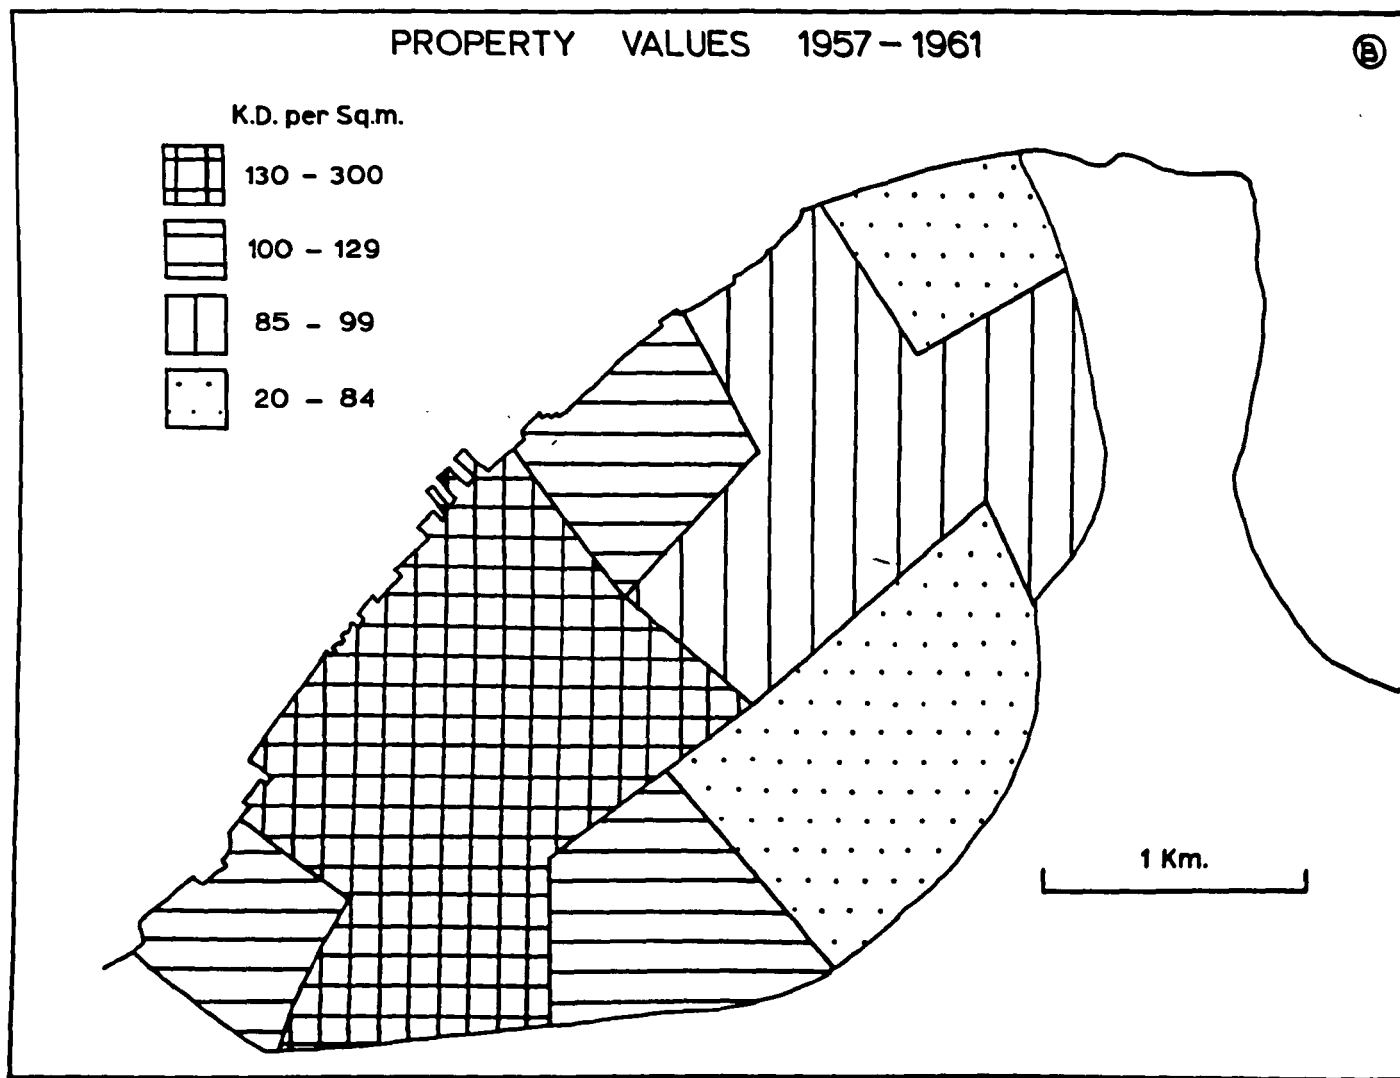 PROPERTY VALUES 1957 – 1961
B
K.D. per Sq.m.
130 – 300
100 – 129
85 – 99
20 – 84
1 Km.